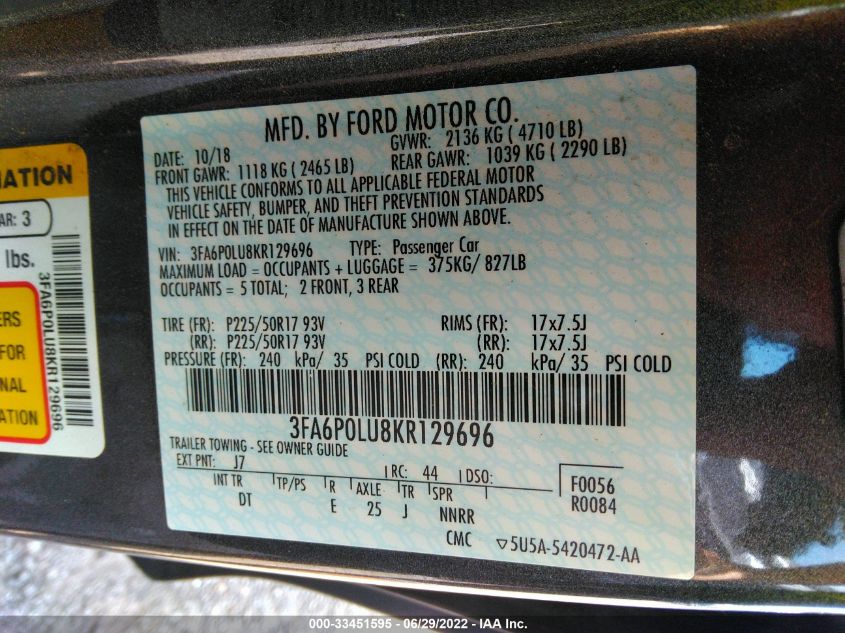 MFD. BY FORD MOTOR CO.
DATE: 10/18
GVWR: 2136 KG ( 4710 LB)
FRONT GAWR: 1118 KG ( 2465 LB)
REAR GAWR: 1039 KG ( 2290 LB)
THIS VEHICLE CONFORMS TO ALL APPLICABLE FEDERAL MOTOR
VEHICLE SAFETY, BUMPER, AND THEFT PREVENTION STANDARDS
IN EFFECT ON THE DATE OF MANUFACTURE SHOWN ABOVE.
VIN: 3FA6P0LU8KR129696 TYPE: Passenger Car
MAXIMUM LOAD = OCCUPANTS + LUGGAGE = 375KG/ 827LB
OCCUPANTS = 5 TOTAL; 2 FRONT, 3 REAR
TIRE (FR): P225/50R17 93V RIMS (FR): 17x7.5J
(RR): P225/50R17 93V (RR): 17x7.5J
PRESSURE (FR): 240 kPa/ 35 PSI COLD (RR): 240 kPa/ 35 PSI COLD
3FA6P0LU8KR129696
TRAILER TOWING - SEE OWNER GUIDE
EXT PNT: J7 RC: 44 DSO:
INT TR TP/PS R AXLE TR SPR
DT E 25 J NNRR
F0056
R0084
CMC 5U5A-5420472-AA
MATION
AR: 3
lbs.
3FA6P0LU8KR129696
ERS
FOR
NAL
ATION
000-33451595 - 06/29/2022 - IAA Inc.